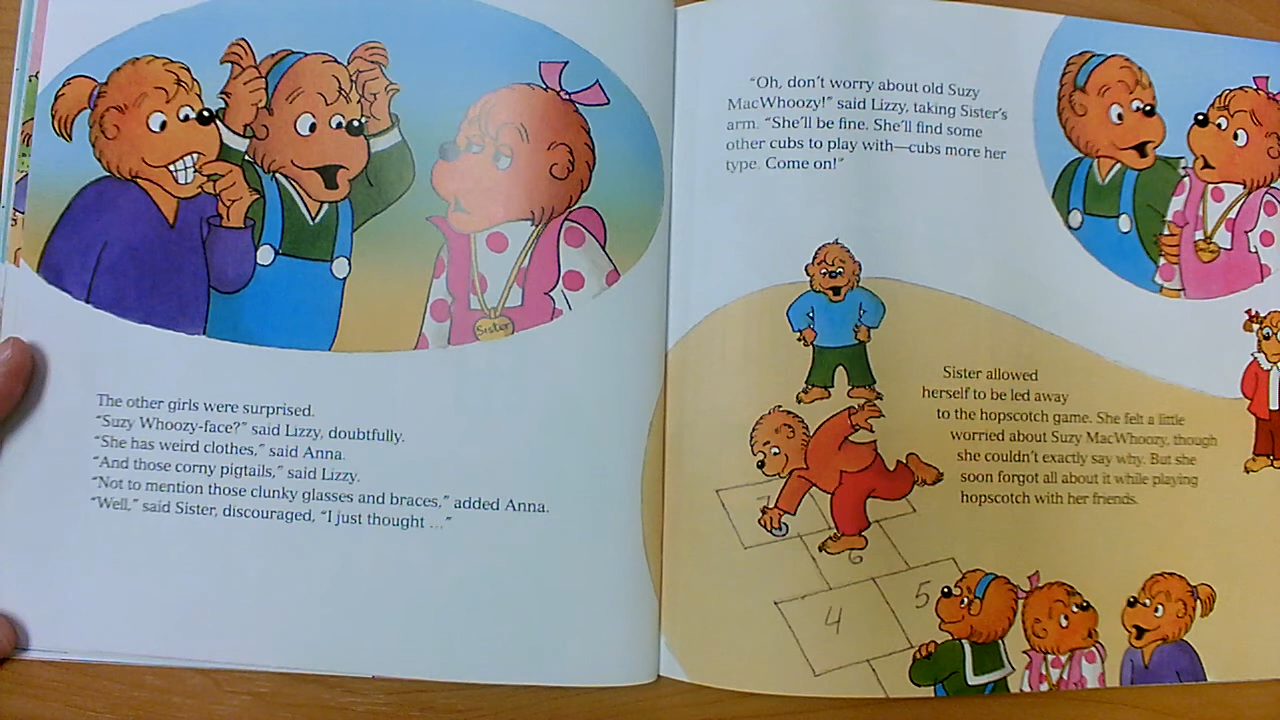 Sister
The other girls were surprised.
"Suzy Whoozy-face?" said Lizzy, doubtfully.
"She has weird clothes," said Anna.
"And those corny pigtails," said Lizzy.
"Not to mention those clunky glasses and braces," added Anna.
"Well," said Sister, discouraged, "I just thought ..."
"Oh, don't worry about old Suzy
MacWhoozy!" said Lizzy, taking Sister's
arm. "She'll be fine. She'll find some
other cubs to play with—cubs more her
type. Come on!"
Sister allowed
herself to be led away
to the hopscotch game. She felt a little
worried about Suzy MacWhoozy, though
she couldn't exactly say why. But she
soon forgot all about it while playing
hopscotch with her friends.
7
6
5
4